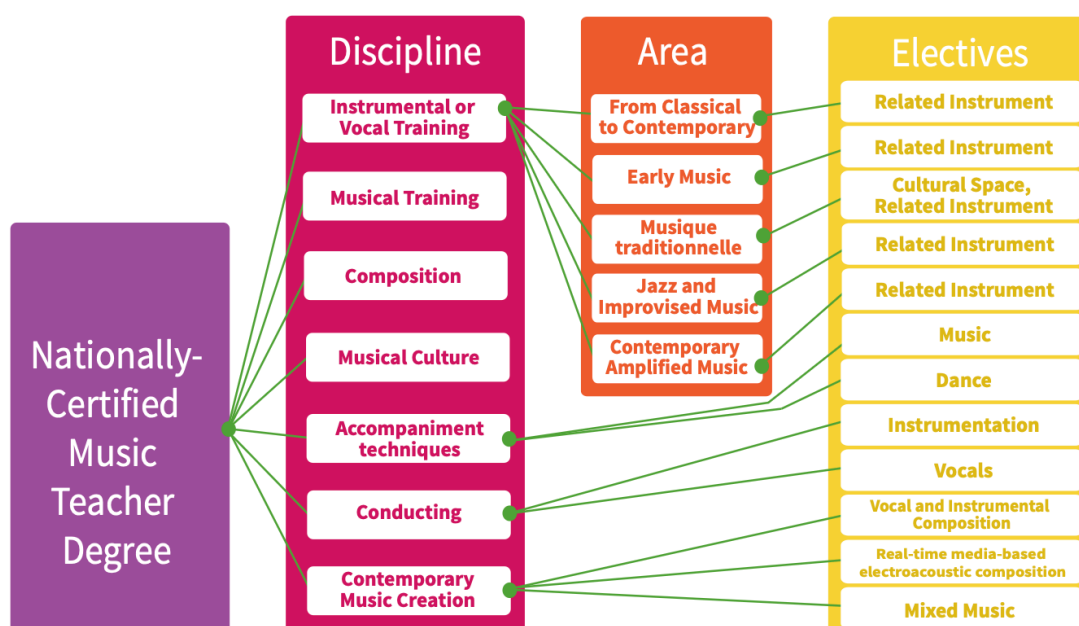 Nationally-
Certified
Music
Teacher
Degree
Discipline
Instrumental or
Vocal Training
Musical Training
Composition
Musical Culture
Accompaniment
techniques
Conducting
Contemporary
Music Creation
Area
From Classical
to Contemporary
Early Music
Musique
traditionnelle
Jazz and
Improvised Music
Contemporary
Amplified Music
Electives
Related Instrument
Related Instrument
Cultural Space,
Related Instrument
Related Instrument
Related Instrument
Music
Dance
Instrumentation
Vocals
Vocal and Instrumental
Composition
Real-time media-based
electroacoustic composition
Mixed Music